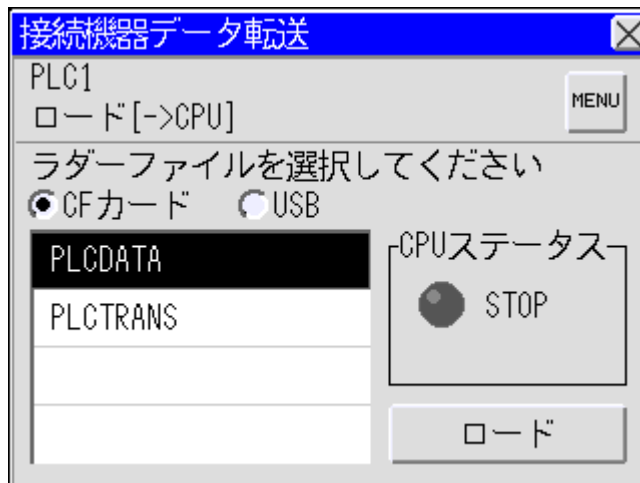 接続機器データ転送
PLC1
ロード[->CPU]
MENU
ラダーファイルを選択してください
CFカード USB
PLCDATA
PLCTRANS
CPUステータス
STOP
ロード